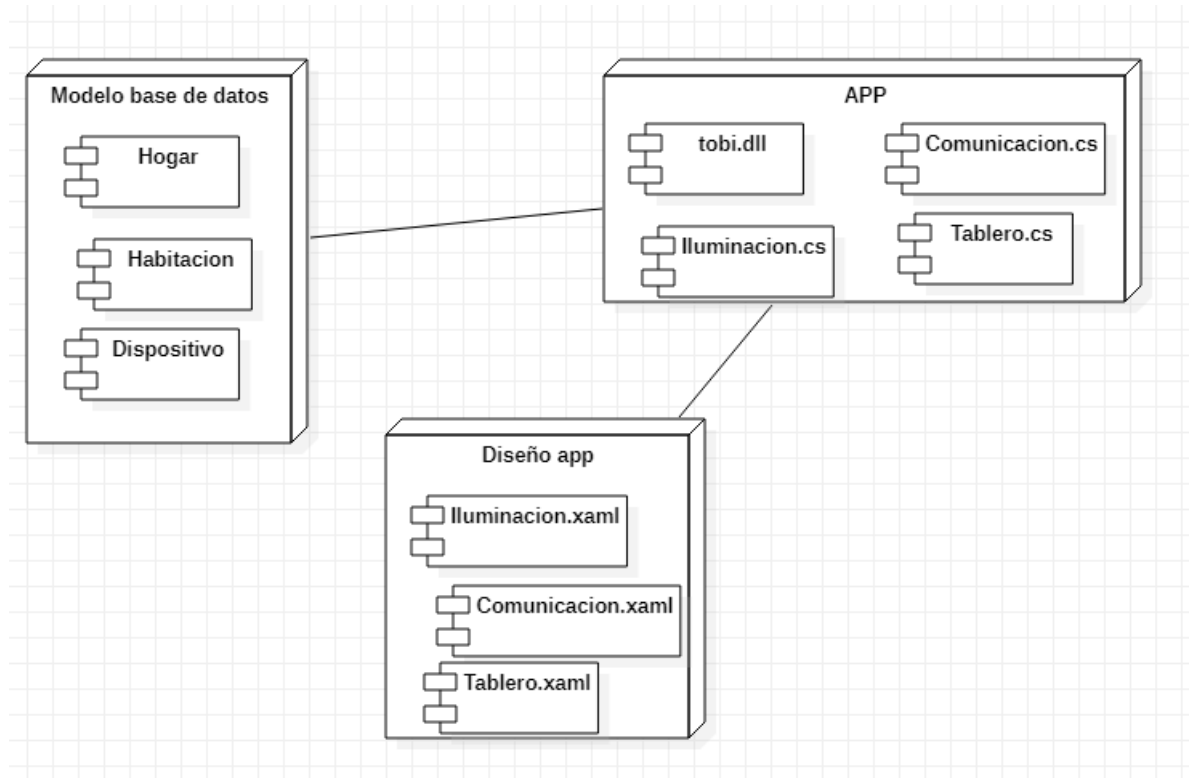 Modelo base de datos
Hogar
Habitacion
Dispositivo
APP
tobi.dll
Comunicacion.cs
Iluminacion.cs
Tablero.cs
Diseño app
Iluminacion.xaml
Comunicacion.xaml
Tablero.xaml